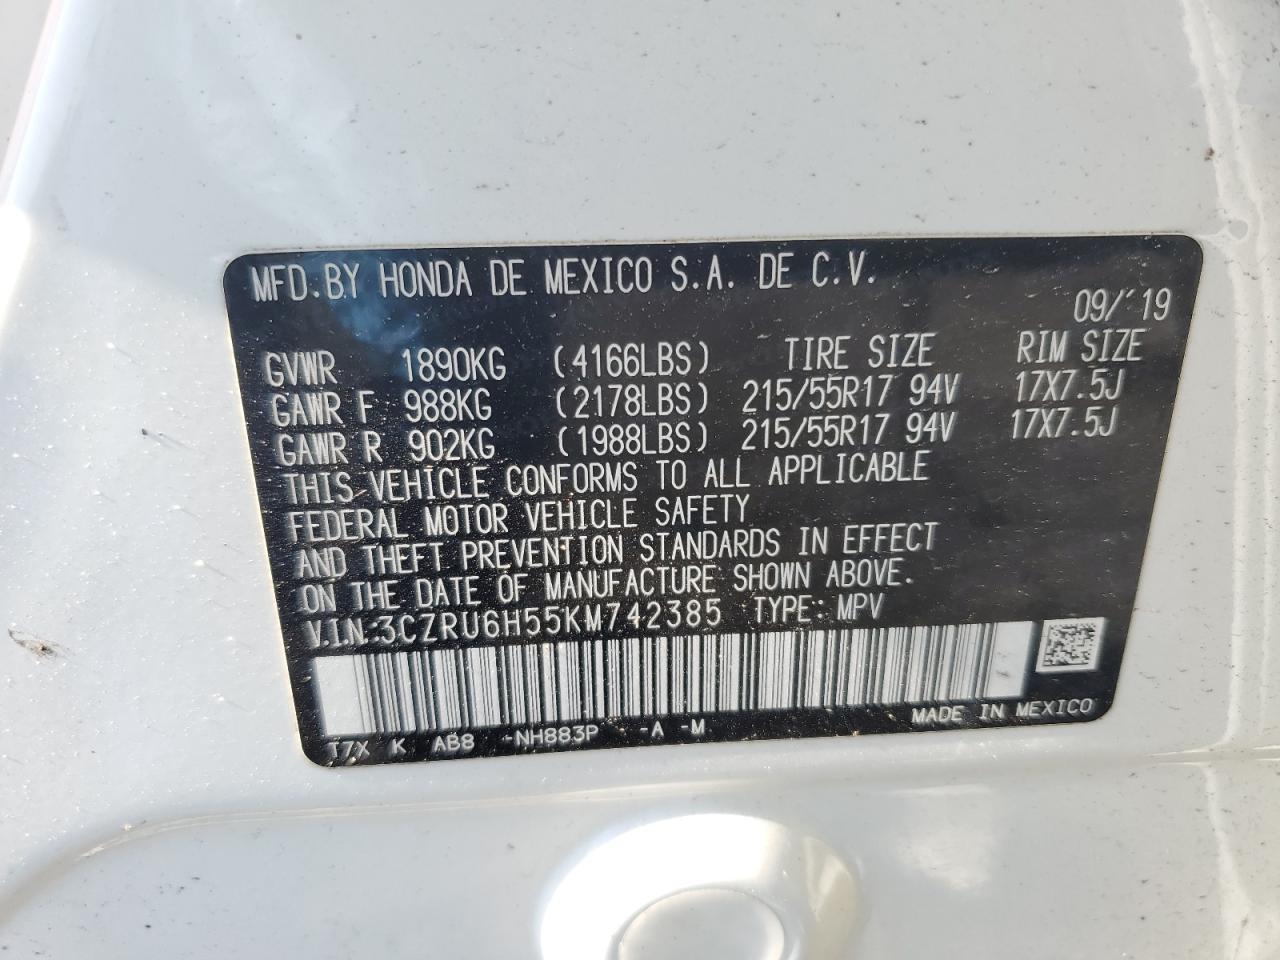 MFD.BY HONDA DE MEXICO S.A. DE C.V.
09/'19
GVWR 1890KG (4166LBS) TIRE SIZE RIM SIZE
GAWR F 988KG (2178LBS) 215/55R17 94V 17X7.5J
GAWR R 902KG (1988LBS) 215/55R17 94V 17X7.5J
THIS VEHICLE CONFORMS TO ALL APPLICABLE
FEDERAL MOTOR VEHICLE SAFETY
AND THEFT PREVENTION STANDARDS IN EFFECT
ON THE DATE OF MANUFACTURE SHOWN ABOVE.
V.I.N:3CZRU6H55KM742385 TYPE: MPV
T7X K AB8 -NH883P -A -M MADE IN MEXICO